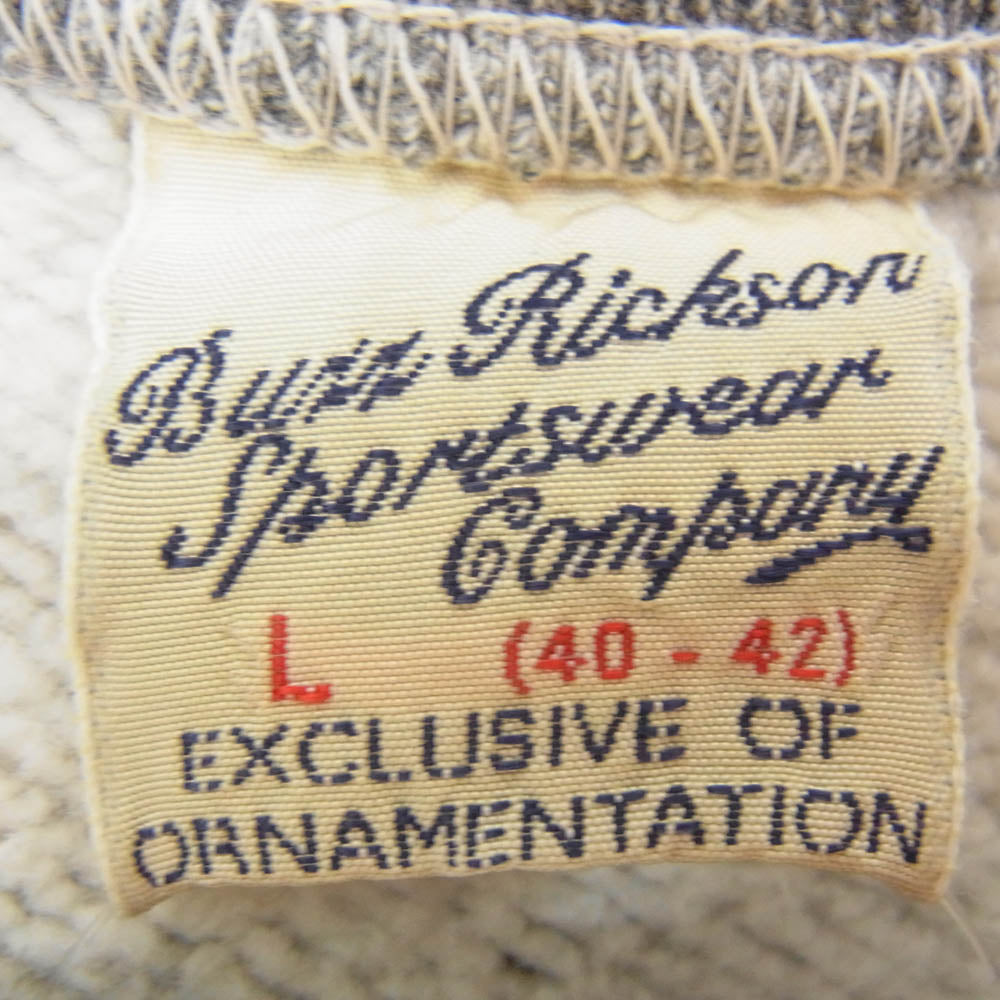 Buzz Rickson
Sportswear
Company
L (40 - 42)
EXCLUSIVE OF
ORNAMENTATION